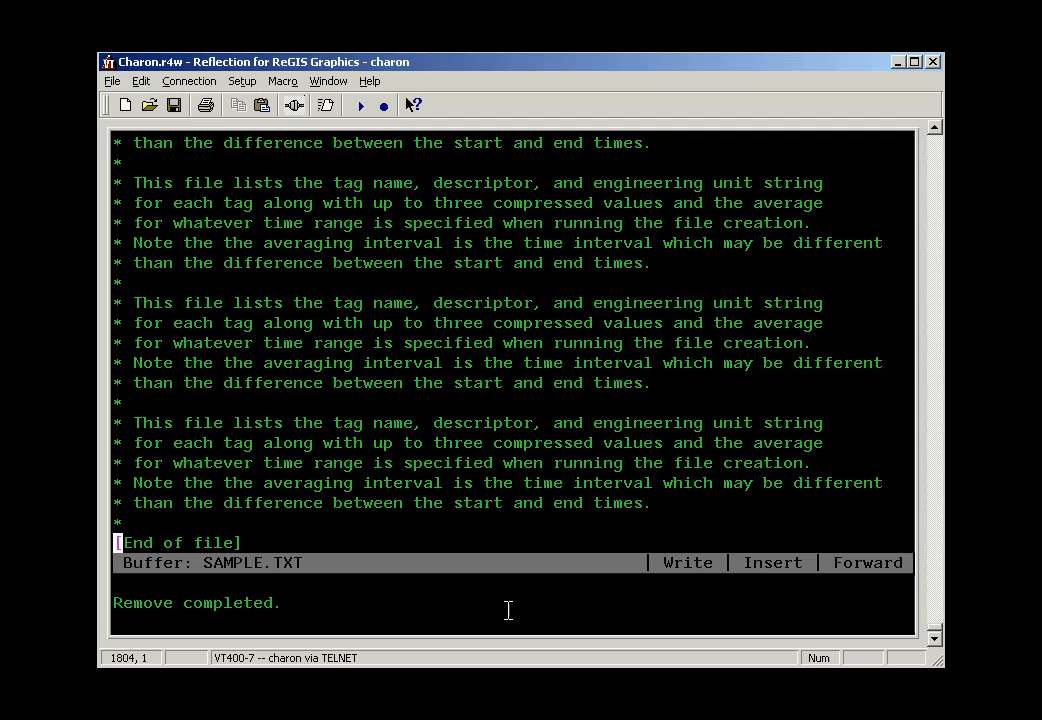 Charon.r4w - Reflection for ReGIS Graphics - charon
File Edit Connection Setup Macro Window Help
* than the difference between the start and end times.
*
* This file lists the tag name, descriptor, and engineering unit string
* for each tag along with up to three compressed values and the average
* for whatever time range is specified when running the file creation.
* Note the the averaging interval is the time interval which may be different
* than the difference between the start and end times.
*
* This file lists the tag name, descriptor, and engineering unit string
* for each tag along with up to three compressed values and the average
* for whatever time range is specified when running the file creation.
* Note the the averaging interval is the time interval which may be different
* than the difference between the start and end times.
*
* This file lists the tag name, descriptor, and engineering unit string
* for each tag along with up to three compressed values and the average
* for whatever time range is specified when running the file creation.
* Note the the averaging interval is the time interval which may be different
* than the difference between the start and end times.
*
[End of file]
Buffer: SAMPLE.TXT | Write | Insert | Forward
Remove completed.
1804, 1 VT400-7 -- charon via TELNET Num